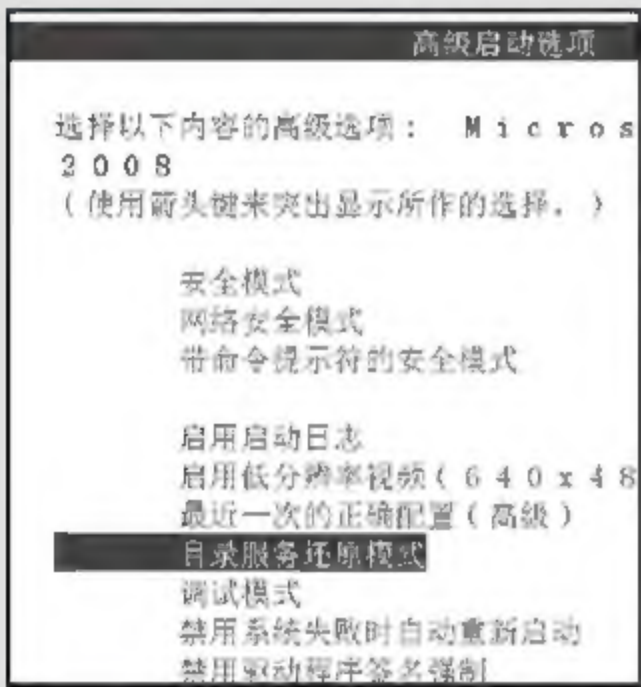 高级启动选项
选择以下内容的高级选项： Micros
2008
（使用箭头键来突出显示所作的选择。）
安全模式
网络安全模式
带命令提示符的安全模式
启用启动日志
启用低分辨率视频（640x48
最近一次的正确配置（高级）
目录服务还原模式
调试模式
禁用系统失败时自动重新启动
禁用驱动程序签名强制